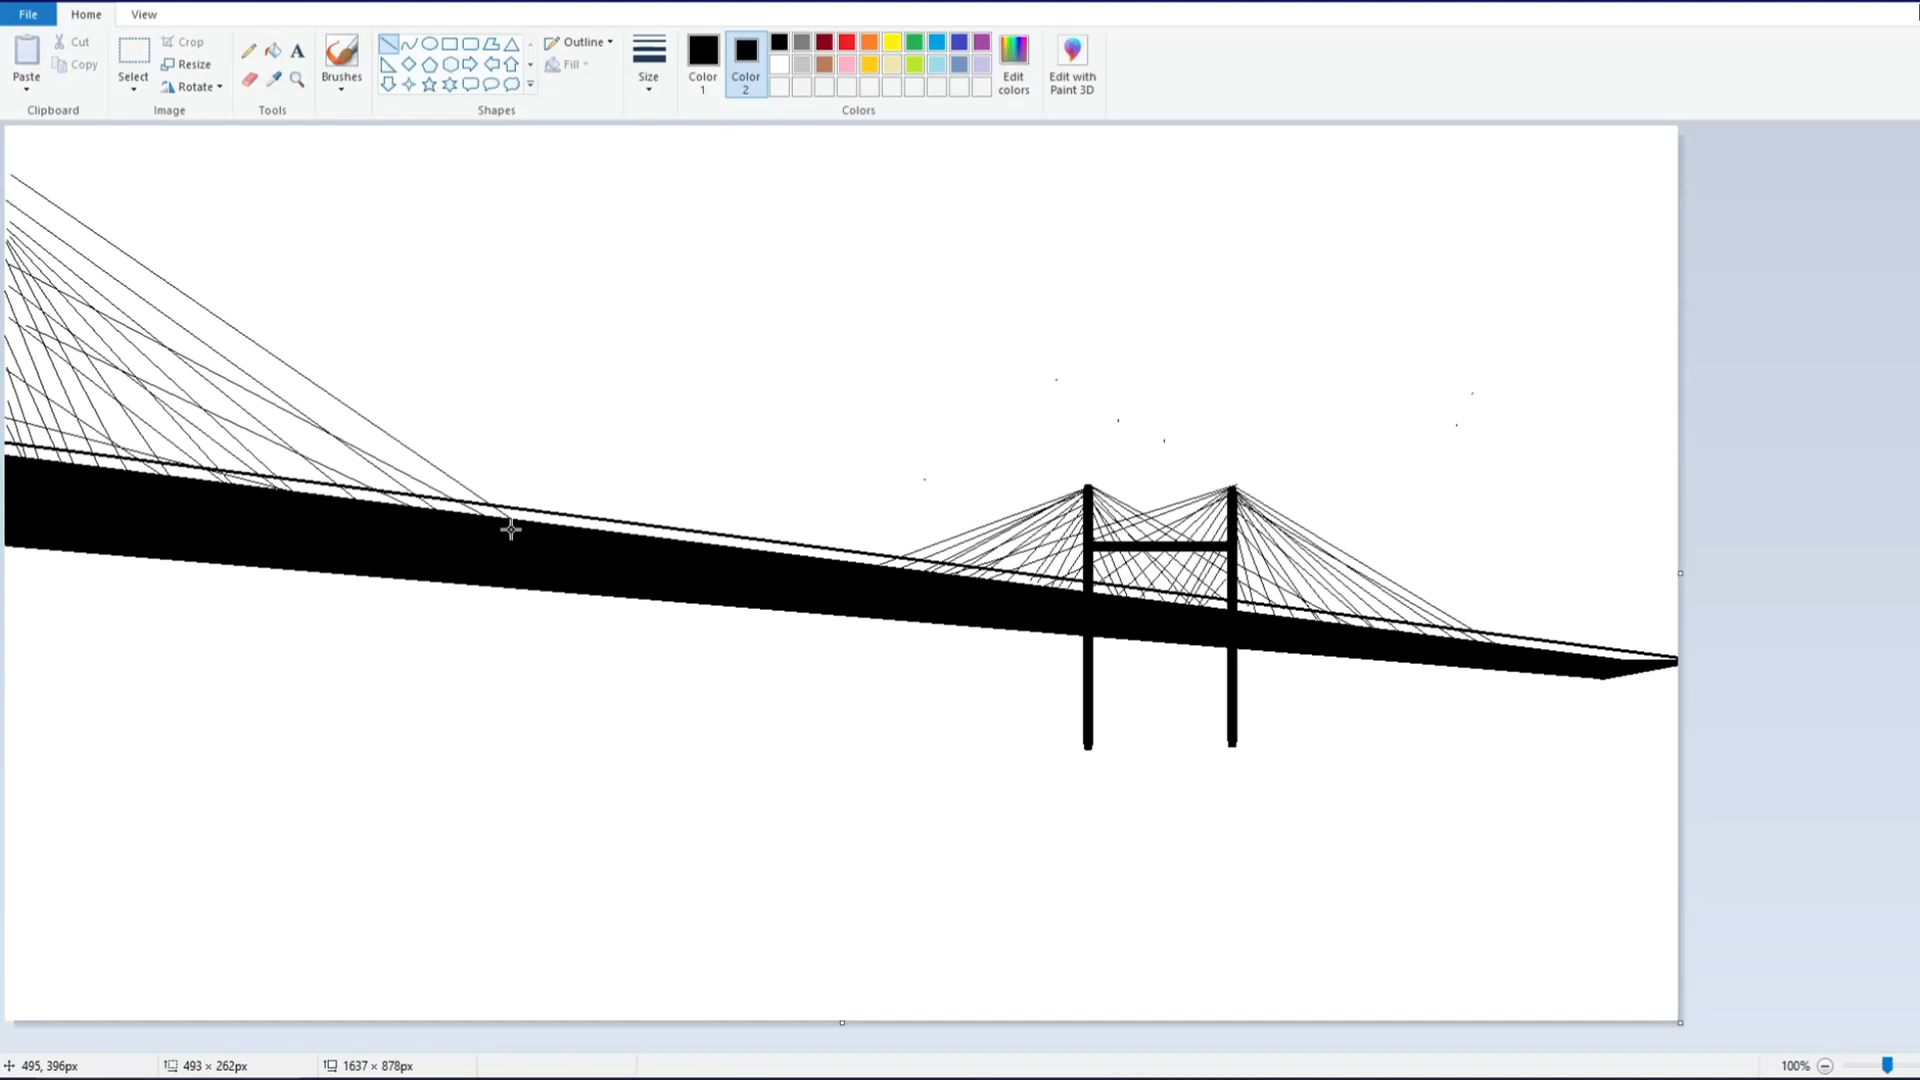 File Home View
Paste
Cut
Copy
Clipboard
Select
Crop
Resize
Rotate
Image
Tools
Brushes
Shapes
Outline
Fill
Size
Color 1
Color 2
Edit colors
Colors
Edit with Paint 3D
495, 396px 493 × 262px 1637 × 878px 100%